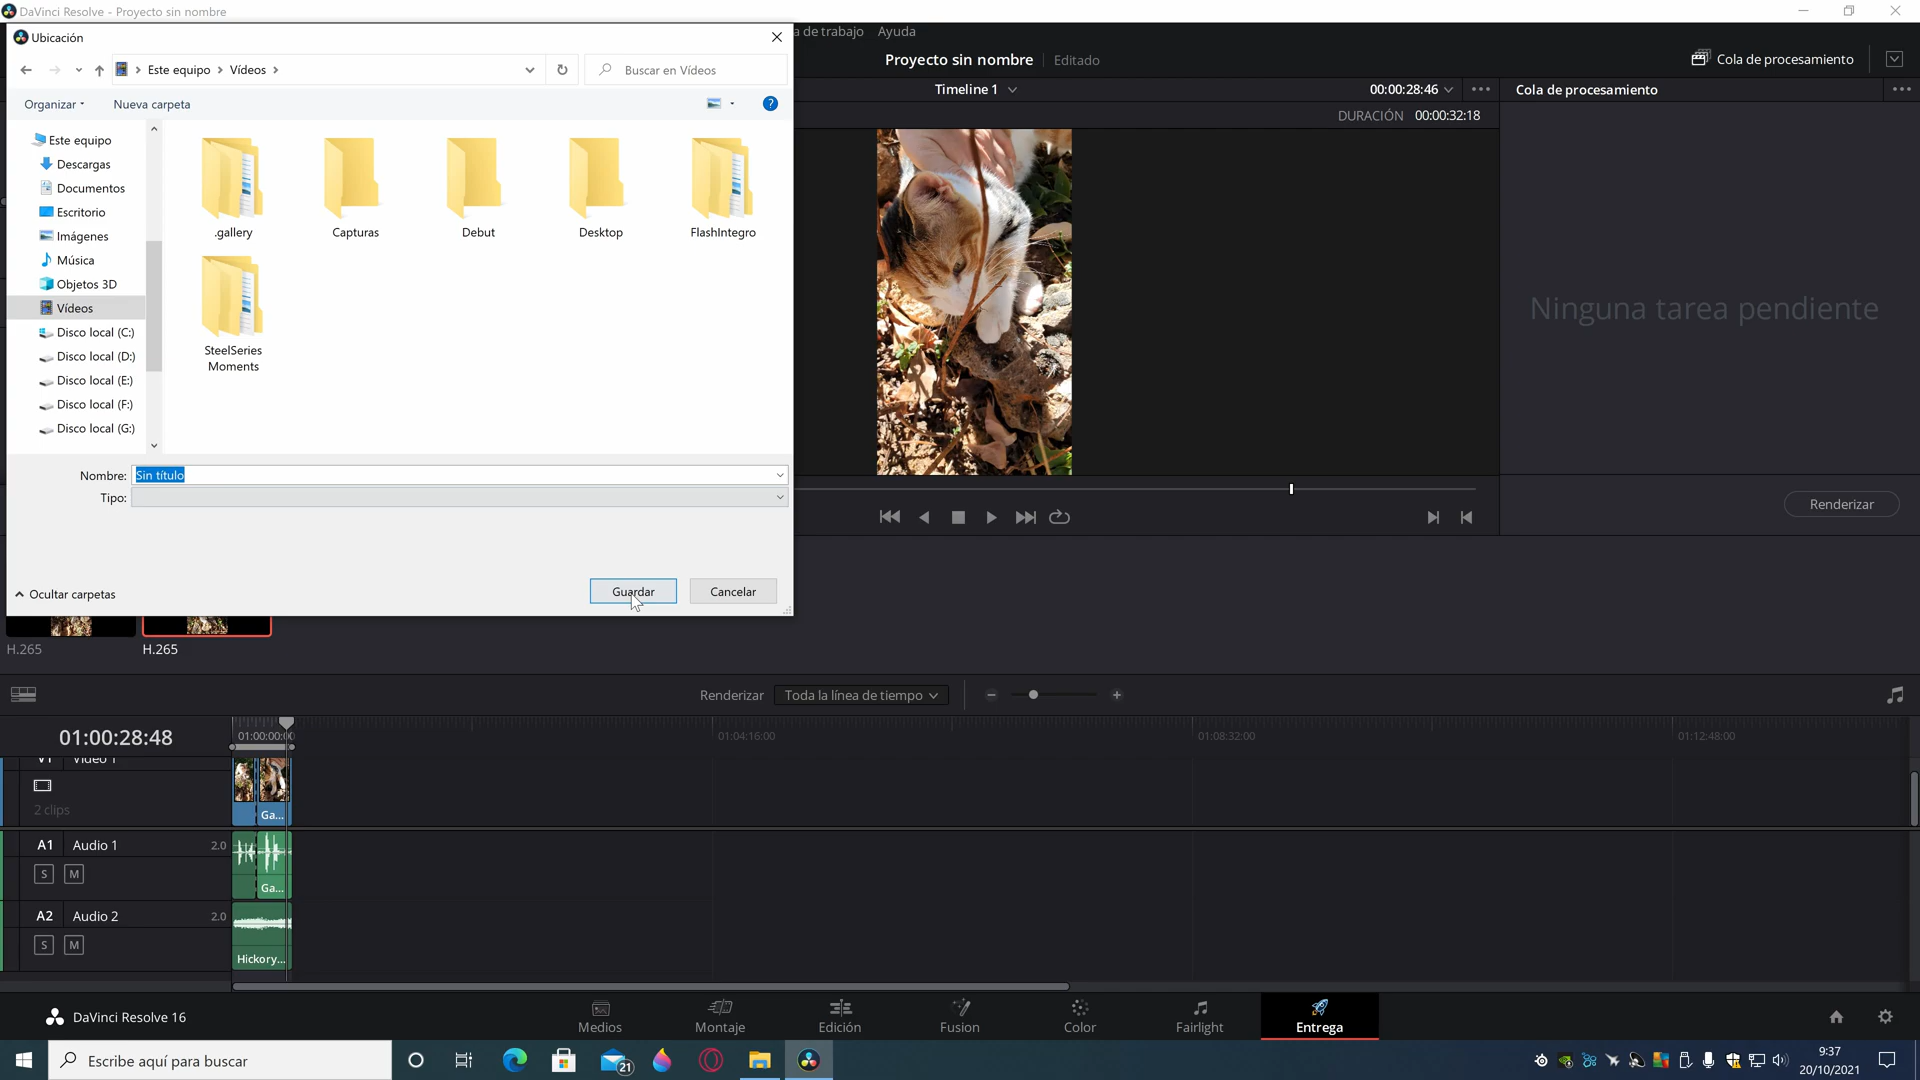 DaVinci Resolve - Proyecto sin nombre
Ubicación
a de trabajo
Ayuda
Proyecto sin nombre
Editado
Cola de procesamiento
Este equipo
Vídeos
Buscar en Vídeos
Timeline 1
00:00:28:46
Cola de procesamiento
Organizar
Nueva carpeta
DURACIÓN 00:00:32:18
Este equipo
Descargas
Documentos
Escritorio
Imágenes
Música
Objetos 3D
Vídeos
Disco local (C:)
Disco local (D:)
Disco local (E:)
Disco local (F:)
Disco local (G:)
.gallery
Capturas
Debut
Desktop
FlashIntegro
SteelSeries
Moments
Ninguna tarea pendiente
Nombre: Sin título
Tipo:
Renderizar
Ocultar carpetas
Guardar
Cancelar
H.265
H.265
Renderizar
Toda la línea de tiempo
01:00:28:48
01:00:00:00
01:04:16:00
01:08:32:00
01:12:48:00
V1 Video 1
2 clips
Ga...
A1 Audio 1 2.0
S M
Ga...
A2 Audio 2 2.0
S M
Hickory...
DaVinci Resolve 16
Medios
Montaje
Edición
Fusion
Color
Fairlight
Entrega
Escribe aquí para buscar
21
9:37
20/10/2021